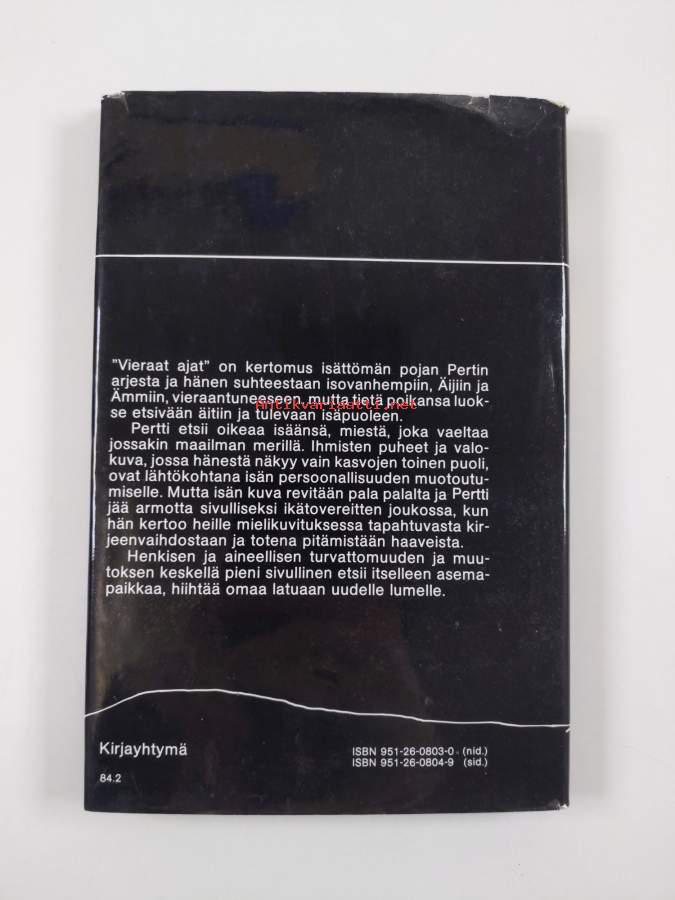 "Vieraat ajat" on kertomus isättömän pojan Pertin
arjesta ja hänen suhteestaan isovanhempiin, Äijiin ja
Ämmiin, vieraantuneeseen, mutta tietä poikansa luok-
Antikvariaatti.net
se etsivään äitiin ja tulevaan isäpuoleen.
Pertti etsii oikeaa isäänsä, miestä, joka vaeltaa
jossakin maailman merillä. Ihmisten puheet ja valo-
kuva, jossa hänestä näkyy vain kasvojen toinen puoli,
ovat lähtökohtana isän persoonallisuuden muotoutu-
miselle. Mutta isän kuva revitään pala palalta ja Pertti
jää armotta sivulliseksi ikätovereitten joukossa, kun
hän kertoo heille mielikuvituksessa tapahtuvasta kir-
jeenvaihdostaan ja totena pitämistään haaveista.
Henkisen ja aineellisen turvattomuuden ja muu-
toksen keskellä pieni sivullinen etsii itselleen asema-
paikkaa, hiihtää omaa latuaan uudelle lumelle.
Kirjayhtymä
ISBN 951-26-0803-0 (nid.)
ISBN 951-26-0804-9 (sid.)
84.2